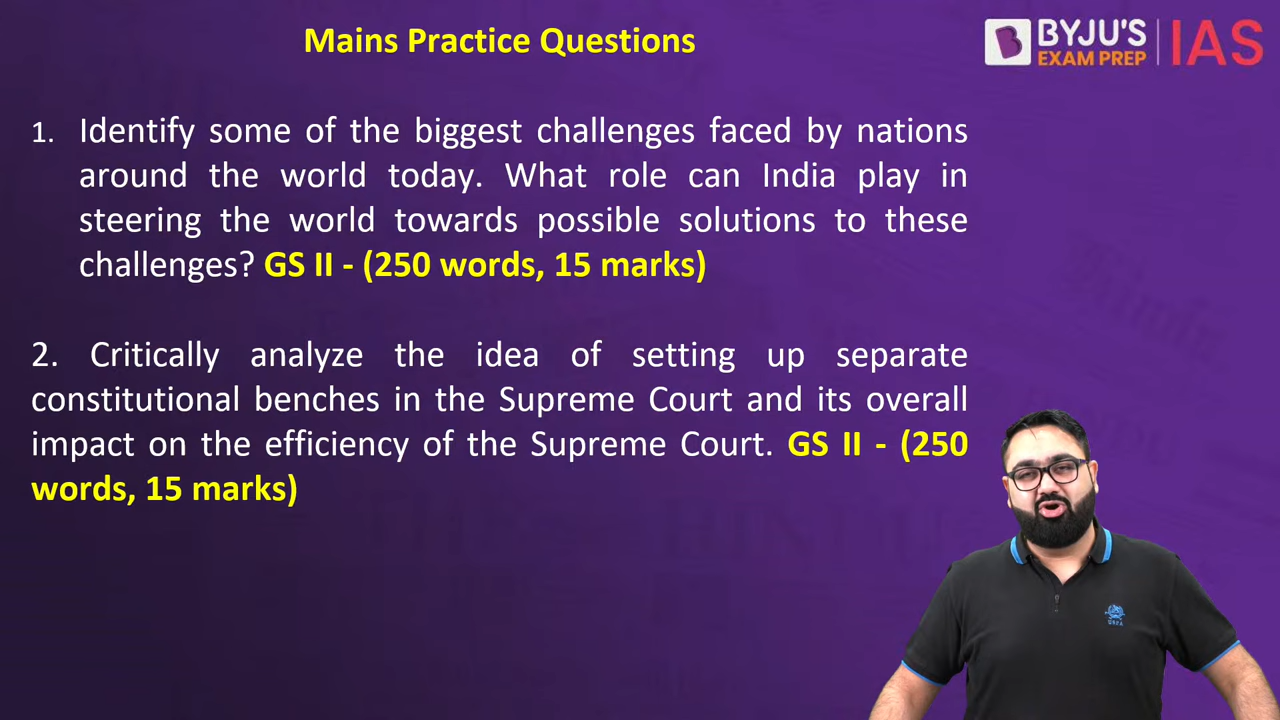 Mains Practice Questions
BYJU'S
EXAM PREP
IAS
1. Identify some of the biggest challenges faced by nations
around the world today. What role can India play in
steering the world towards possible solutions to these
challenges? GS II - (250 words, 15 marks)
2. Critically analyze the idea of setting up separate
constitutional benches in the Supreme Court and its overall
impact on the efficiency of the Supreme Court. GS II - (250
words, 15 marks)